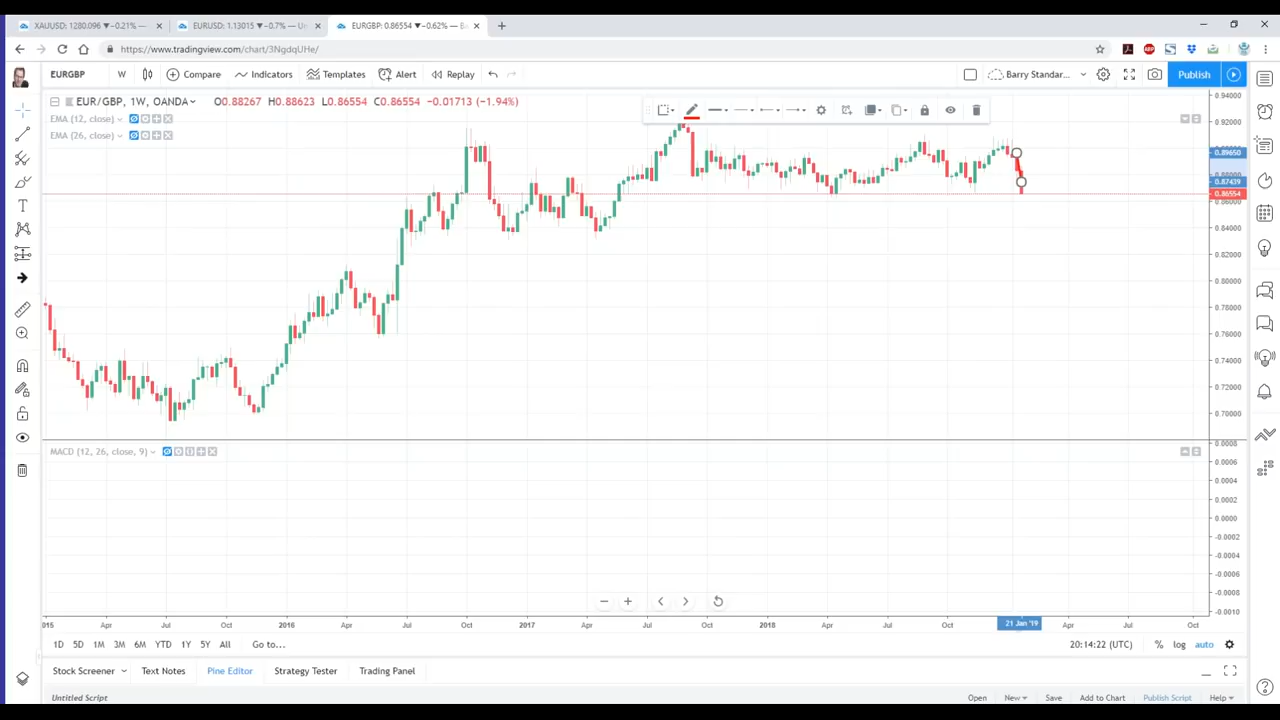 XAUUSD: 1280.096 ▼−0.21% —
EURUSD: 1.13015 ▼−0.7% — Un
EURGBP: 0.86554 ▼−0.62% — Ba
https://www.tradingview.com/chart/3NgdqUHe/
EURGBP W Compare Indicators Templates Alert Replay Barry Standar... Publish
EUR/GBP, 1W, OANDA O0.88267 H0.88623 L0.86554 C0.86554 −0.01713 (−1.94%)
EMA (12, close)
EMA (26, close)
0.94000
0.92000
0.89650
0.88000
0.87439
0.86554
0.86000
0.84000
0.82000
0.80000
0.78000
0.76000
0.74000
0.72000
0.70000
MACD (12, 26, close, 9)
0.0008
0.0006
0.0004
0.0002
0.0000
-0.0002
-0.0004
-0.0006
-0.0008
-0.0010
2015 Apr Jul Oct 2016 Apr Jul Oct 2017 Apr Jul Oct 2018 Apr Jul Oct 21 Jan '19 Apr Jul Oct
1D 5D 1M 3M 6M YTD 1Y 5Y All Go to... 20:14:22 (UTC) % log auto
Stock Screener Text Notes Pine Editor Strategy Tester Trading Panel
Untitled Script Open New Save Add to Chart Publish Script Help